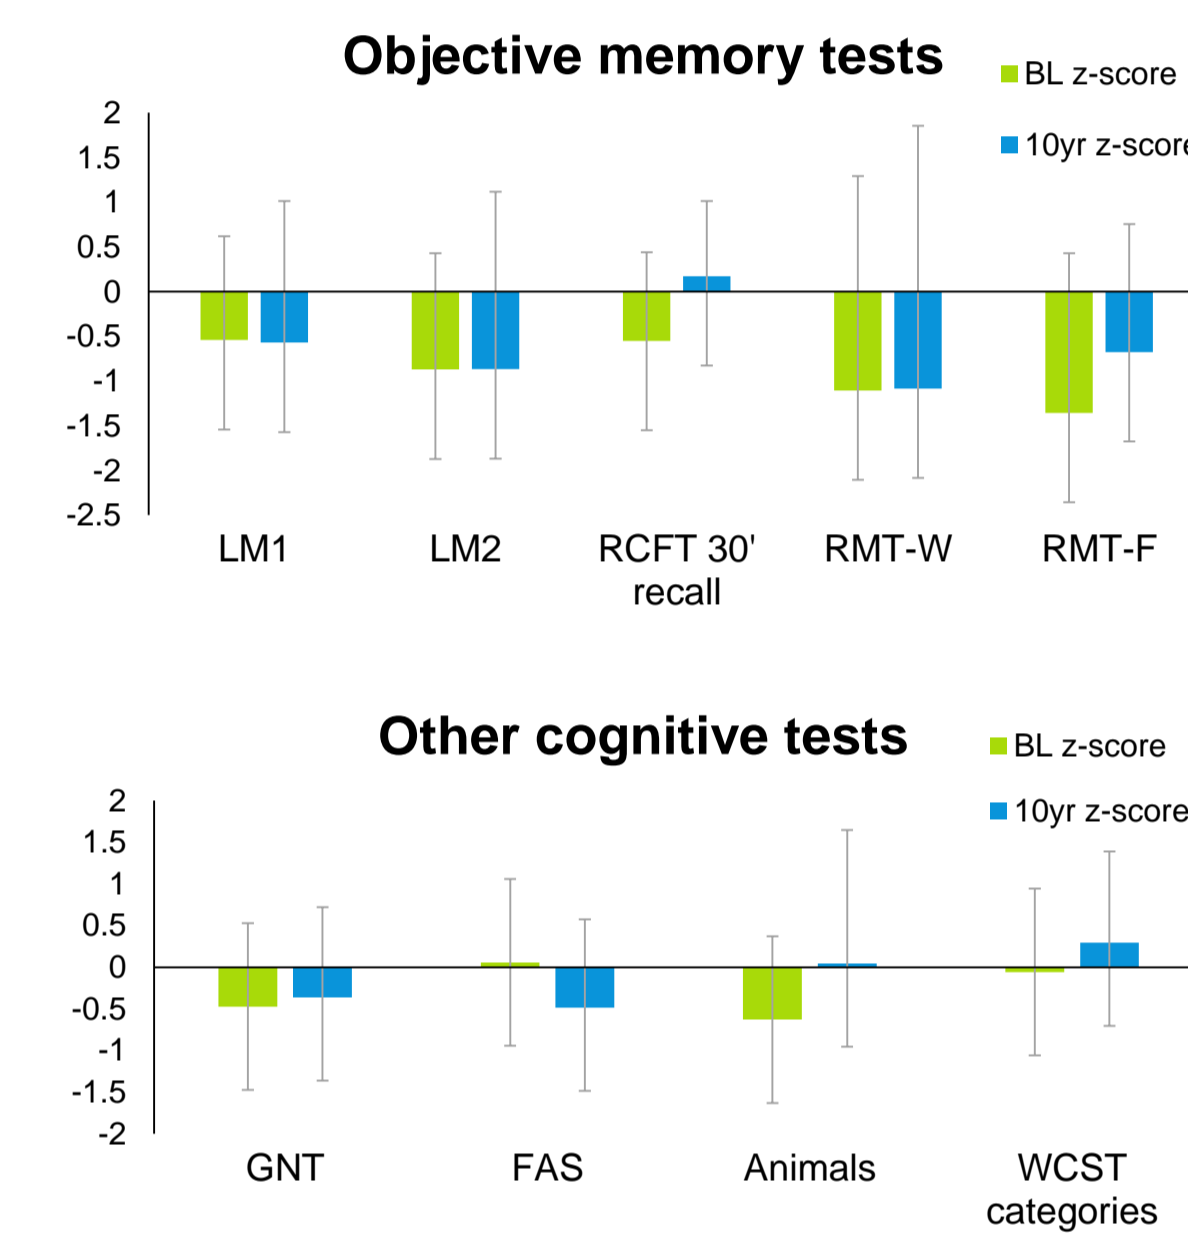 Objective memory tests
BL z-score
10yr z-score
2
1.5
1
0.5
0
-0.5
-1
-1.5
-2
-2.5
LM1 LM2 RCFT 30' RMT-W RMT-F
recall
Other cognitive tests
BL z-score
10yr z-score
2
1.5
1
0.5
0
-0.5
-1
-1.5
-2
GNT FAS Animals WCST
categories